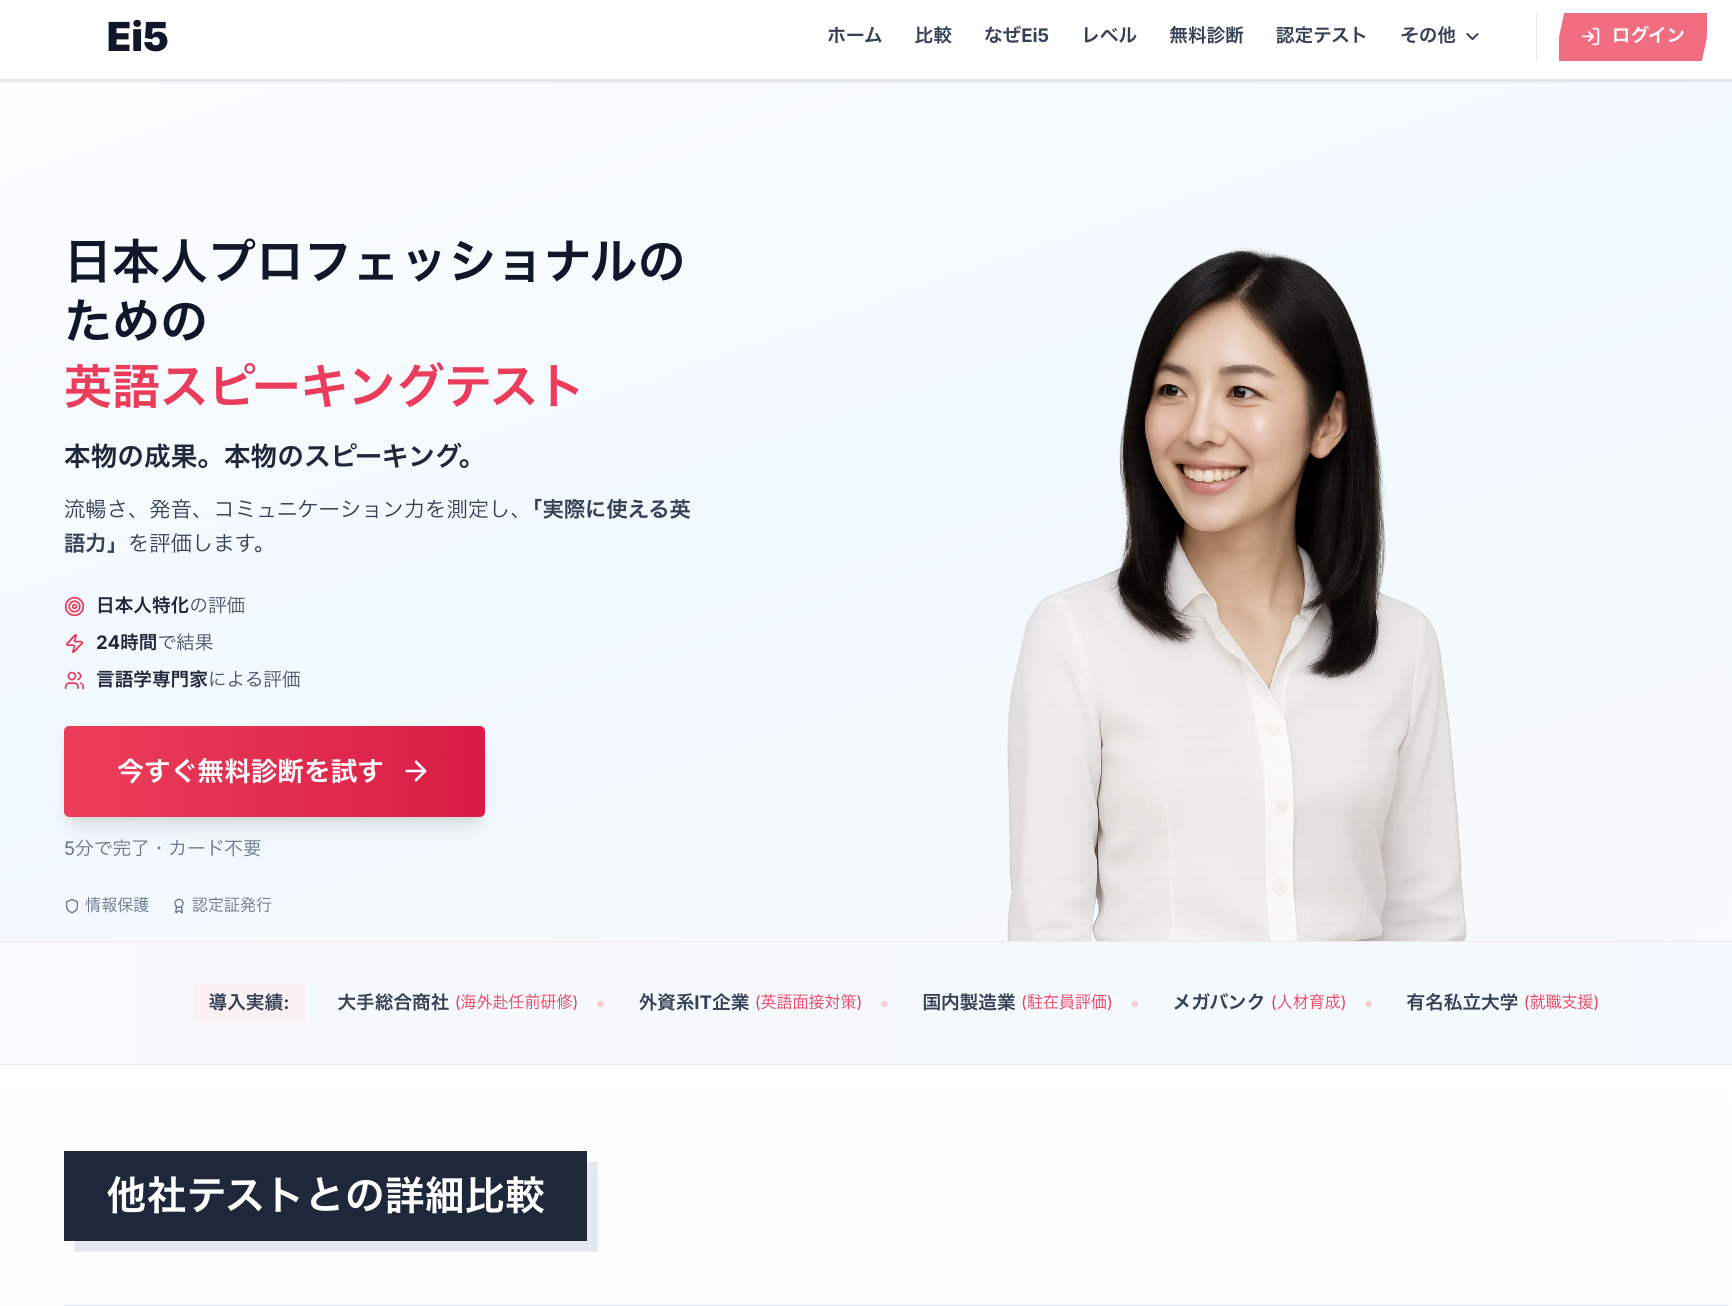 Ei5
ホーム 比較 なぜEi5 レベル 無料診断 認定テスト その他 ログイン
日本人プロフェッショナルの
ための
英語スピーキングテスト
本物の成果。本物のスピーキング。
流暢さ、発音、コミュニケーション力を測定し、「実際に使える英
語力」を評価します。
日本人特化の評価
24時間で結果
言語学専門家による評価
今すぐ無料診断を試す →
5分で完了・カード不要
情報保護 認定証発行
導入実績: 大手総合商社 (海外赴任前研修) • 外資系IT企業 (英語面接対策) • 国内製造業 (駐在員評価) • メガバンク (人材育成) • 有名私立大学 (就職支援)
他社テストとの詳細比較